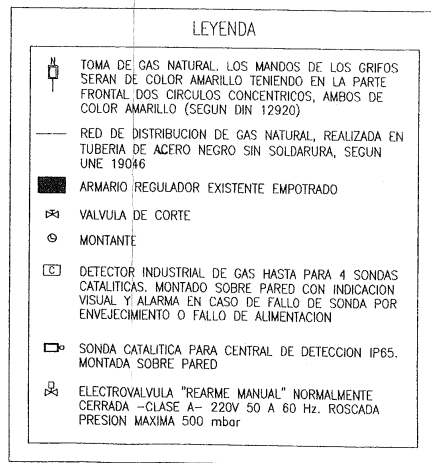 LEYENDA
N
TOMA DE GAS NATURAL. LOS MANDOS DE LOS GRIFOS
SERAN DE COLOR AMARILLO TENIENDO EN LA PARTE
FRONTAL DOS CIRCULOS CONCENTRICOS, AMBOS DE
COLOR AMARILLO (SEGUN DIN 12920)
RED DE DISTRIBUCION DE GAS NATURAL, REALIZADA EN
TUBERIA DE ACERO NEGRO SIN SOLDARURA, SEGUN
UNE 19046
ARMARIO REGULADOR EXISTENTE EMPOTRADO
VALVULA DE CORTE
MONTANTE
C DETECTOR INDUSTRIAL DE GAS HASTA PARA 4 SONDAS
CATALITICAS. MONTADO SOBRE PARED CON INDICACION
VISUAL Y ALARMA EN CASO DE FALLO DE SONDA POR
ENVEJECIMIENTO O FALLO DE ALIMENTACION
SONDA CATALITICA PARA CENTRAL DE DETECCION IP65.
MONTADA SOBRE PARED
ELECTROVALVULA "REARME MANUAL" NORMALMENTE
CERRADA -CLASE A- 220V 50 A 60 Hz. ROSCADA
PRESION MAXIMA 500 mbar